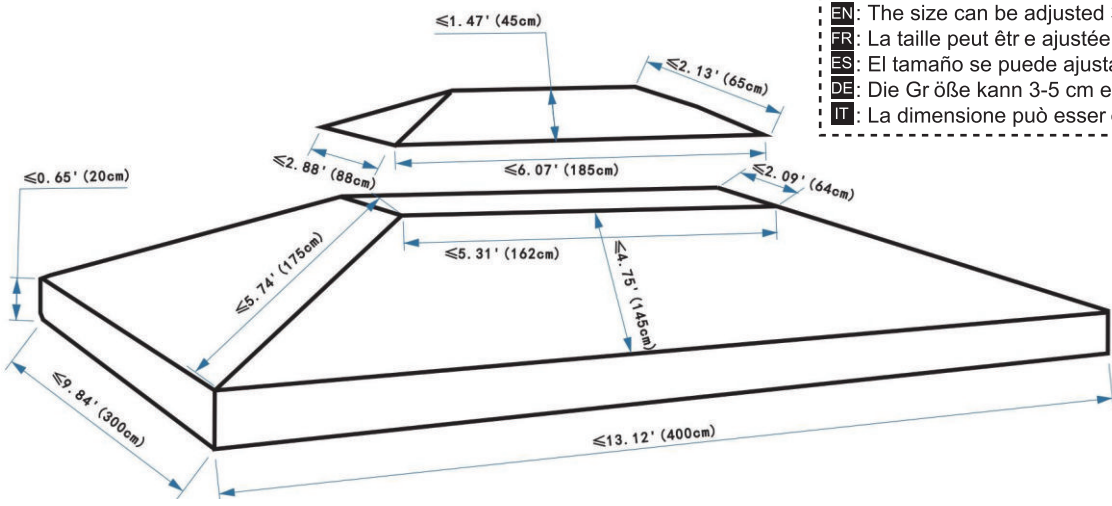 ≤1.47' (45cm)
EN: The size can be adjusted
FR: La taille peut êtr e ajustée
ES: El tamaño se puede ajusta
DE: Die Gr öße kann 3-5 cm e
IT: La dimensione può esser
≤2.13' (65cm)
≤2.88' (88cm)
≤6.07' (185cm)
≤2.09' (64cm)
≤0.65' (20cm)
≤5.74' (175cm)
≤5.31' (162cm)
≤4.75' (145cm)
≤9.84' (300cm)
≤13.12' (400cm)